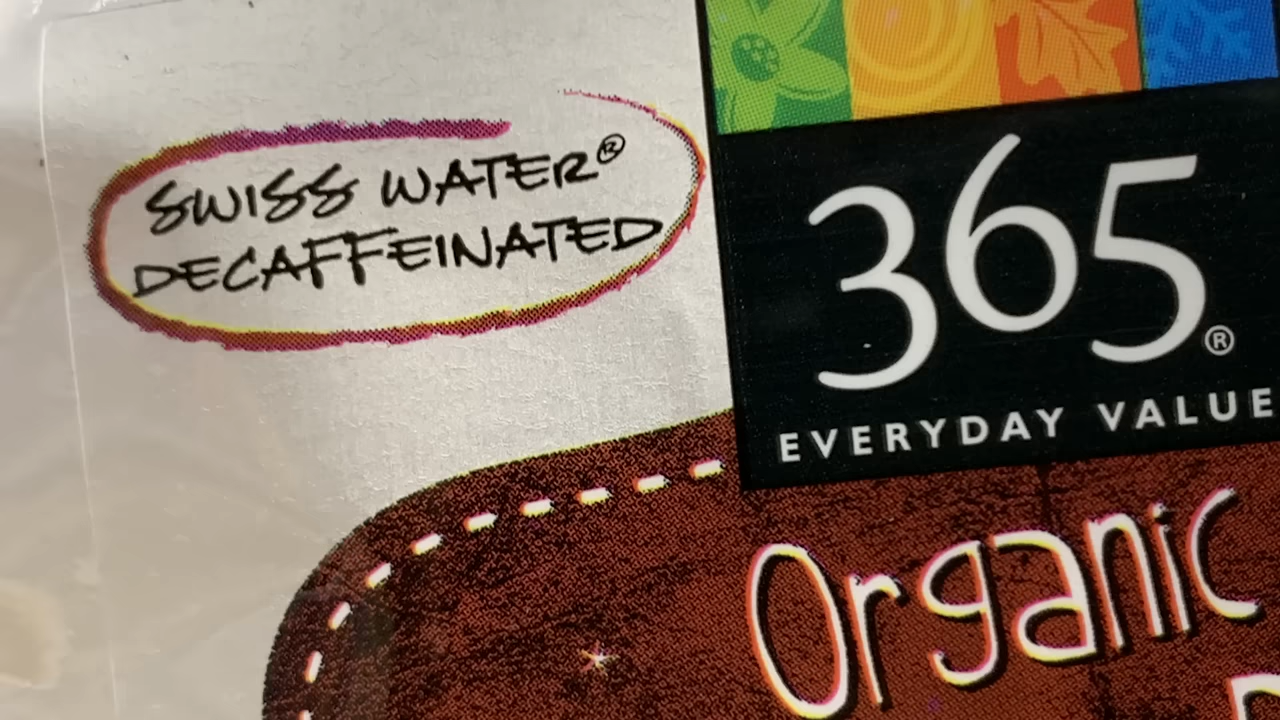 SWISS WATER®
DECAFFEINATED
365®
EVERYDAY VALUE
Organic